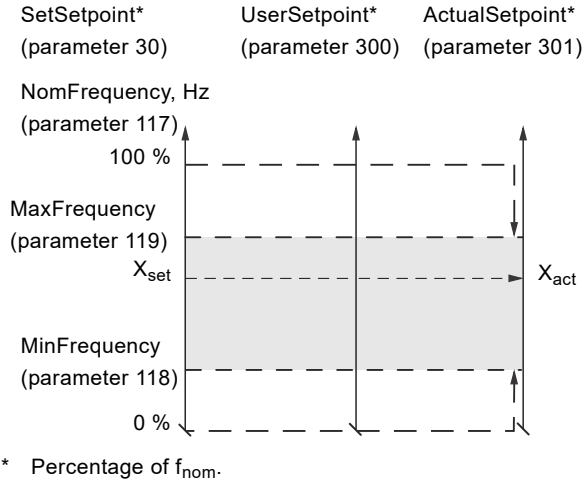 SetSetpoint* UserSetpoint* ActualSetpoint*
(parameter 30) (parameter 300) (parameter 301)
NomFrequency, Hz
(parameter 117)
100 %
MaxFrequency
(parameter 119)
Xset Xact
MinFrequency
(parameter 118)
0 %
* Percentage of fnom.